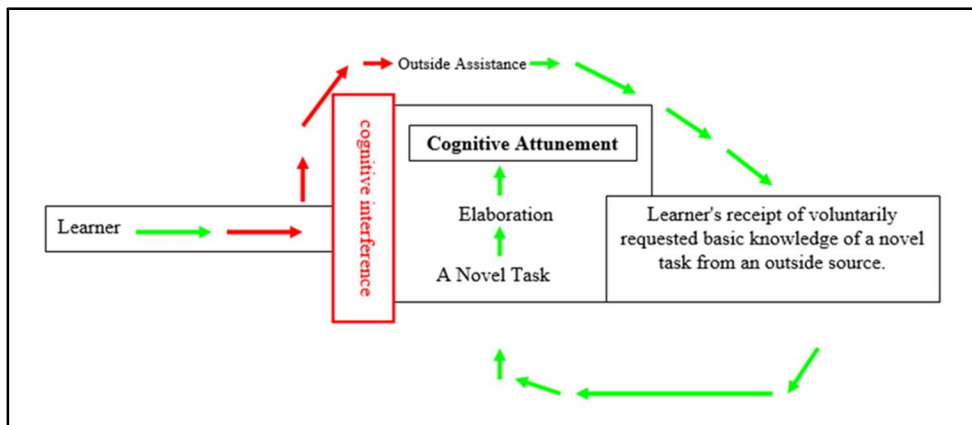 Outside Assistance
cognitive interference
Cognitive Attunement
Learner
Elaboration
A Novel Task
Learner's receipt of voluntarily
requested basic knowledge of a novel
task from an outside source.